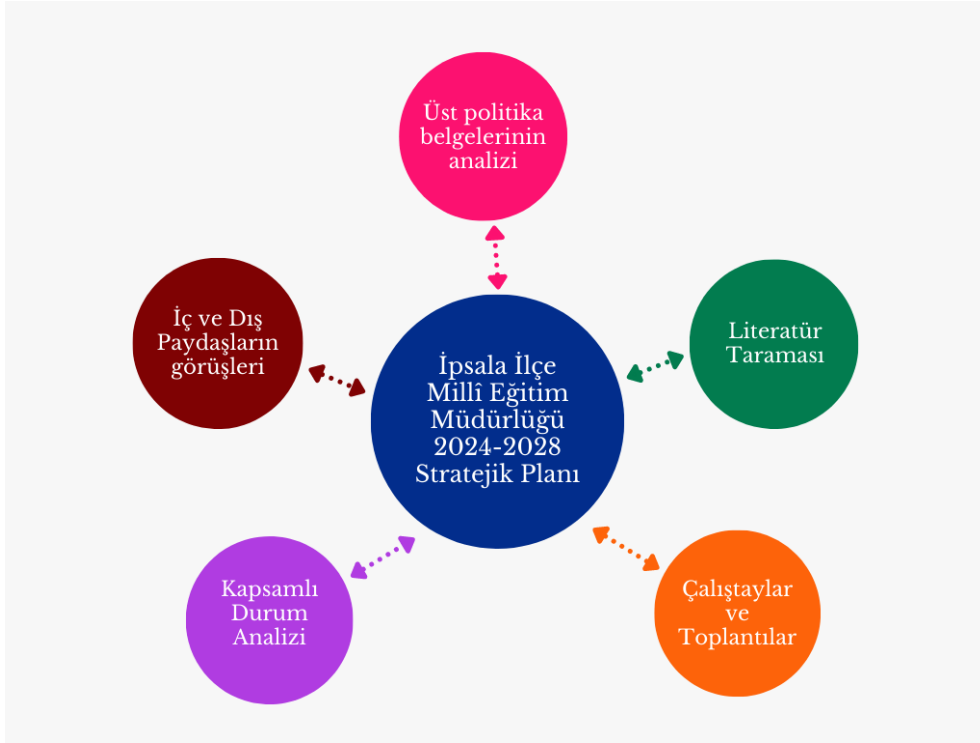 Üst politika
belgelerinin
analizi
İç ve Dış
Paydaşların
görüşleri
Literatür
Taraması
İpsala İlçe
Millî Eğitim
Müdürlüğü
2024-2028
Stratejik Planı
Kapsamlı
Durum
Analizi
Çalıştaylar
ve
Toplantılar